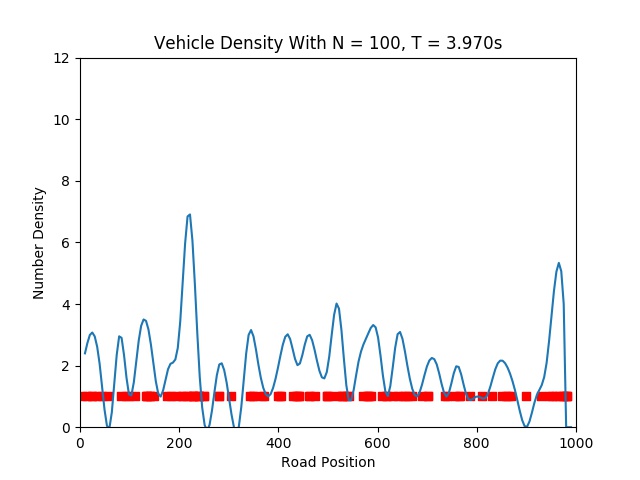 Vehicle Density With N = 100, T = 3.970s
12
10
8
6
4
2
0
Number Density
0 200 400 600 800 1000
Road Position